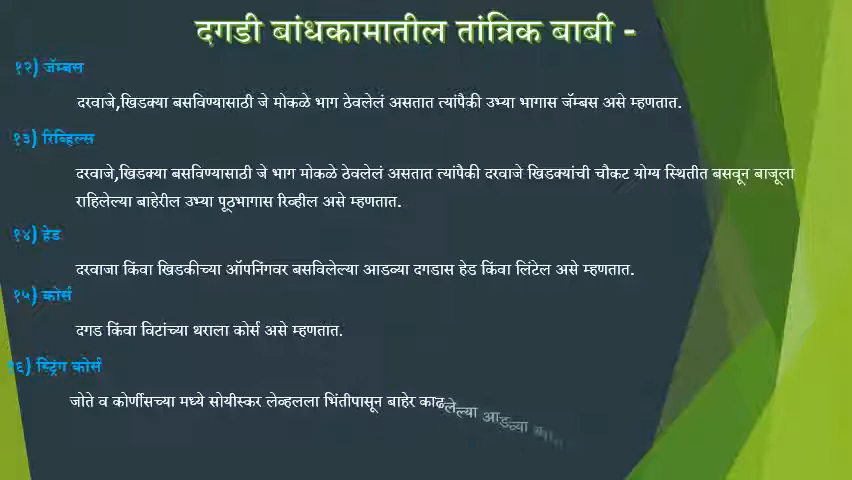 दगडी बांधकामातील तांत्रिक बाबी -
१२) जॅम्बस
दरवाजे,खिडक्या बसविण्यासाठी जे मोकळे भाग ठेवलेलं असतात त्यांपैकी उभ्या भागास जॅम्बस असे म्हणतात.
१३) रिव्हिल्स
दरवाजे,खिडक्या बसविण्यासाठी जे भाग मोकळे ठेवलेलं असतात त्यांपैकी दरवाजे खिडक्यांची चौकट योग्य स्थितीत बसवून बाजूला
राहिलेल्या बाहेरील उभ्या पूठभागास रिव्हील असे म्हणतात.
१४) हेड
दरवाजा किंवा खिडकीच्या ऑपनिंगवर बसविलेल्या आडव्या दगडास हेड किंवा लिंटेल असे म्हणतात.
१५) कोर्स
दगड किंवा विटांच्या थराला कोर्स असे म्हणतात.
१६) स्ट्रिंग कोर्स
जोते व कोर्णीसच्या मध्ये सोयीस्कर लेव्हलला भिंतीपासून बाहेर काढलेल्या आडव्या